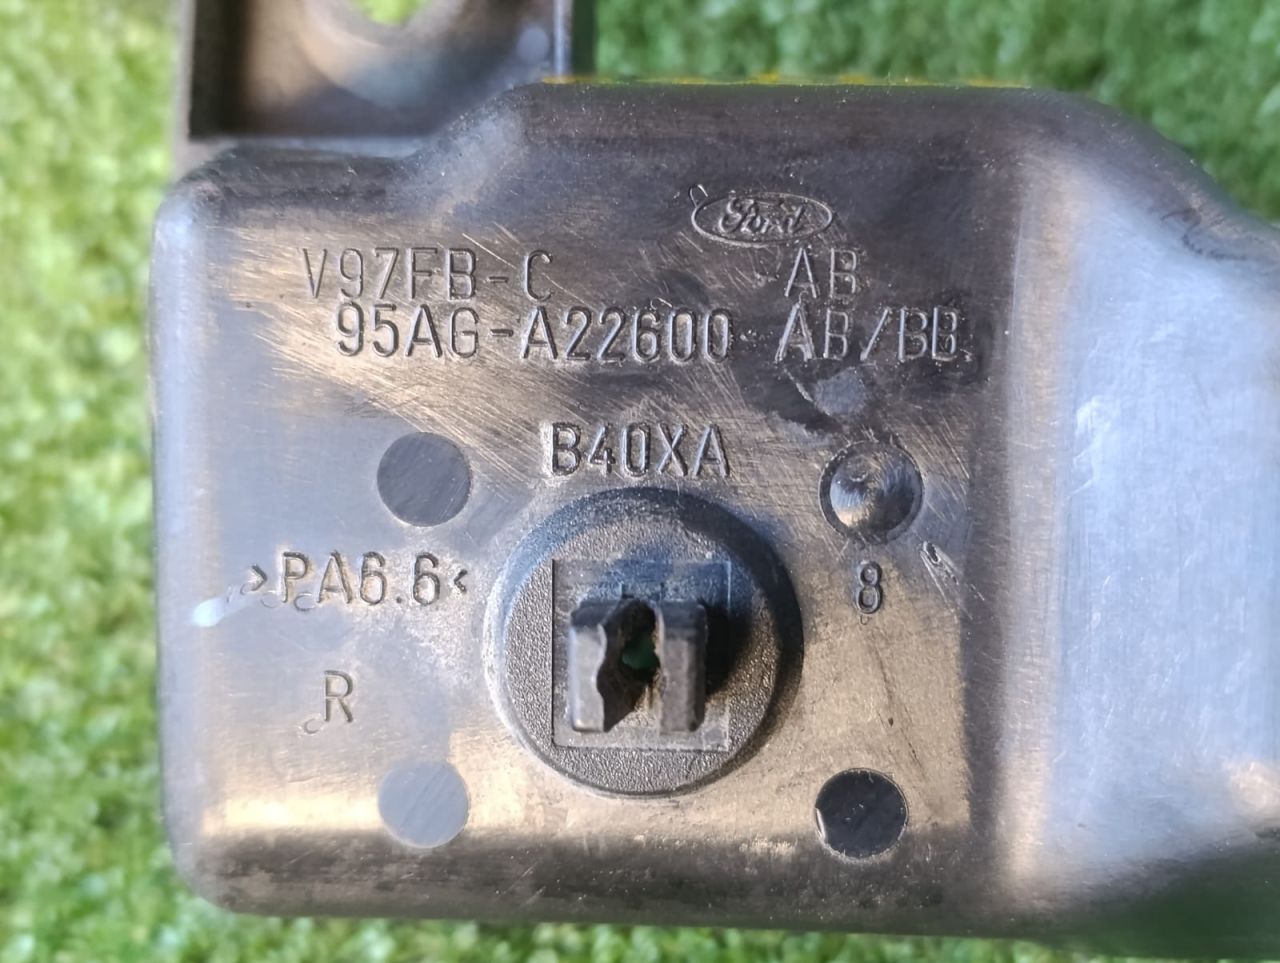 Ford
V97FB-C AB
95AG-A22600-AB/BB
B40XA
>PA6.6<
8
R